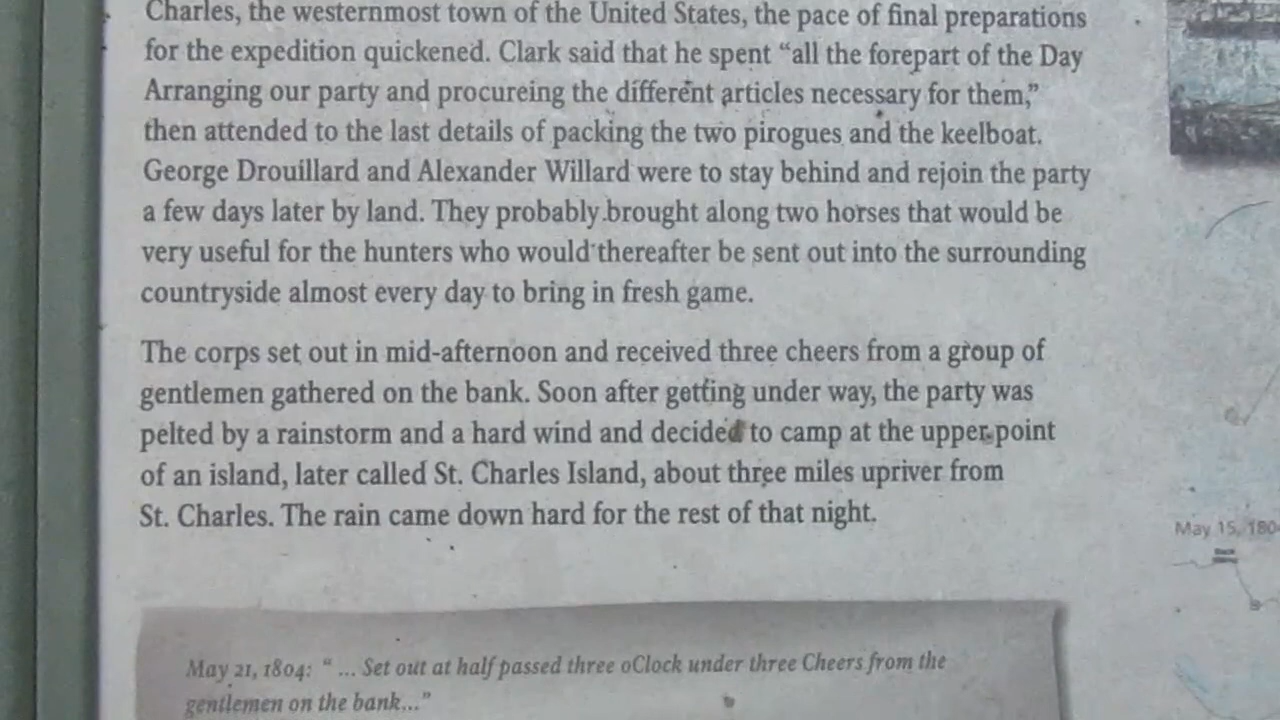 Charles, the westernmost town of the United States, the pace of final preparations
for the expedition quickened. Clark said that he spent “all the forepart of the Day
Arranging our party and procureing the different articles necessary for them,”
then attended to the last details of packing the two pirogues and the keelboat.
George Drouillard and Alexander Willard were to stay behind and rejoin the party
a few days later by land. They probably brought along two horses that would be
very useful for the hunters who would thereafter be sent out into the surrounding
countryside almost every day to bring in fresh game.
The corps set out in mid-afternoon and received three cheers from a group of
gentlemen gathered on the bank. Soon after getting under way, the party was
pelted by a rainstorm and a hard wind and decided to camp at the upper point
of an island, later called St. Charles Island, about three miles upriver from
St. Charles. The rain came down hard for the rest of that night.
May 21, 1804: “ ... Set out at half passed three oClock under three Cheers from the
gentlemen on the bank...”
May 15, 180